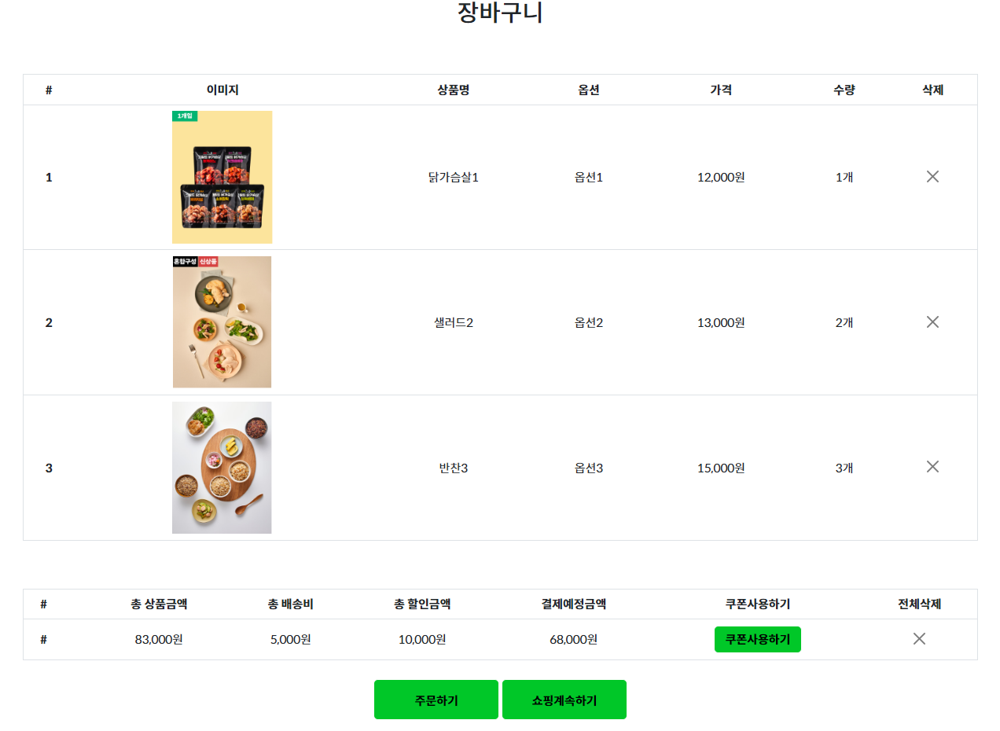 장바구니
# 이미지 상품명 옵션 가격 수량 삭제
1개입
1 닭가슴살1 옵션1 12,000원 1개
혼합구성 신상품
2 샐러드2 옵션2 13,000원 2개
3 반찬3 옵션3 15,000원 3개
# 총 상품금액 총 배송비 총 할인금액 결제예정금액 쿠폰사용하기 전체삭제
# 83,000원 5,000원 10,000원 68,000원 쿠폰사용하기
주문하기 쇼핑계속하기